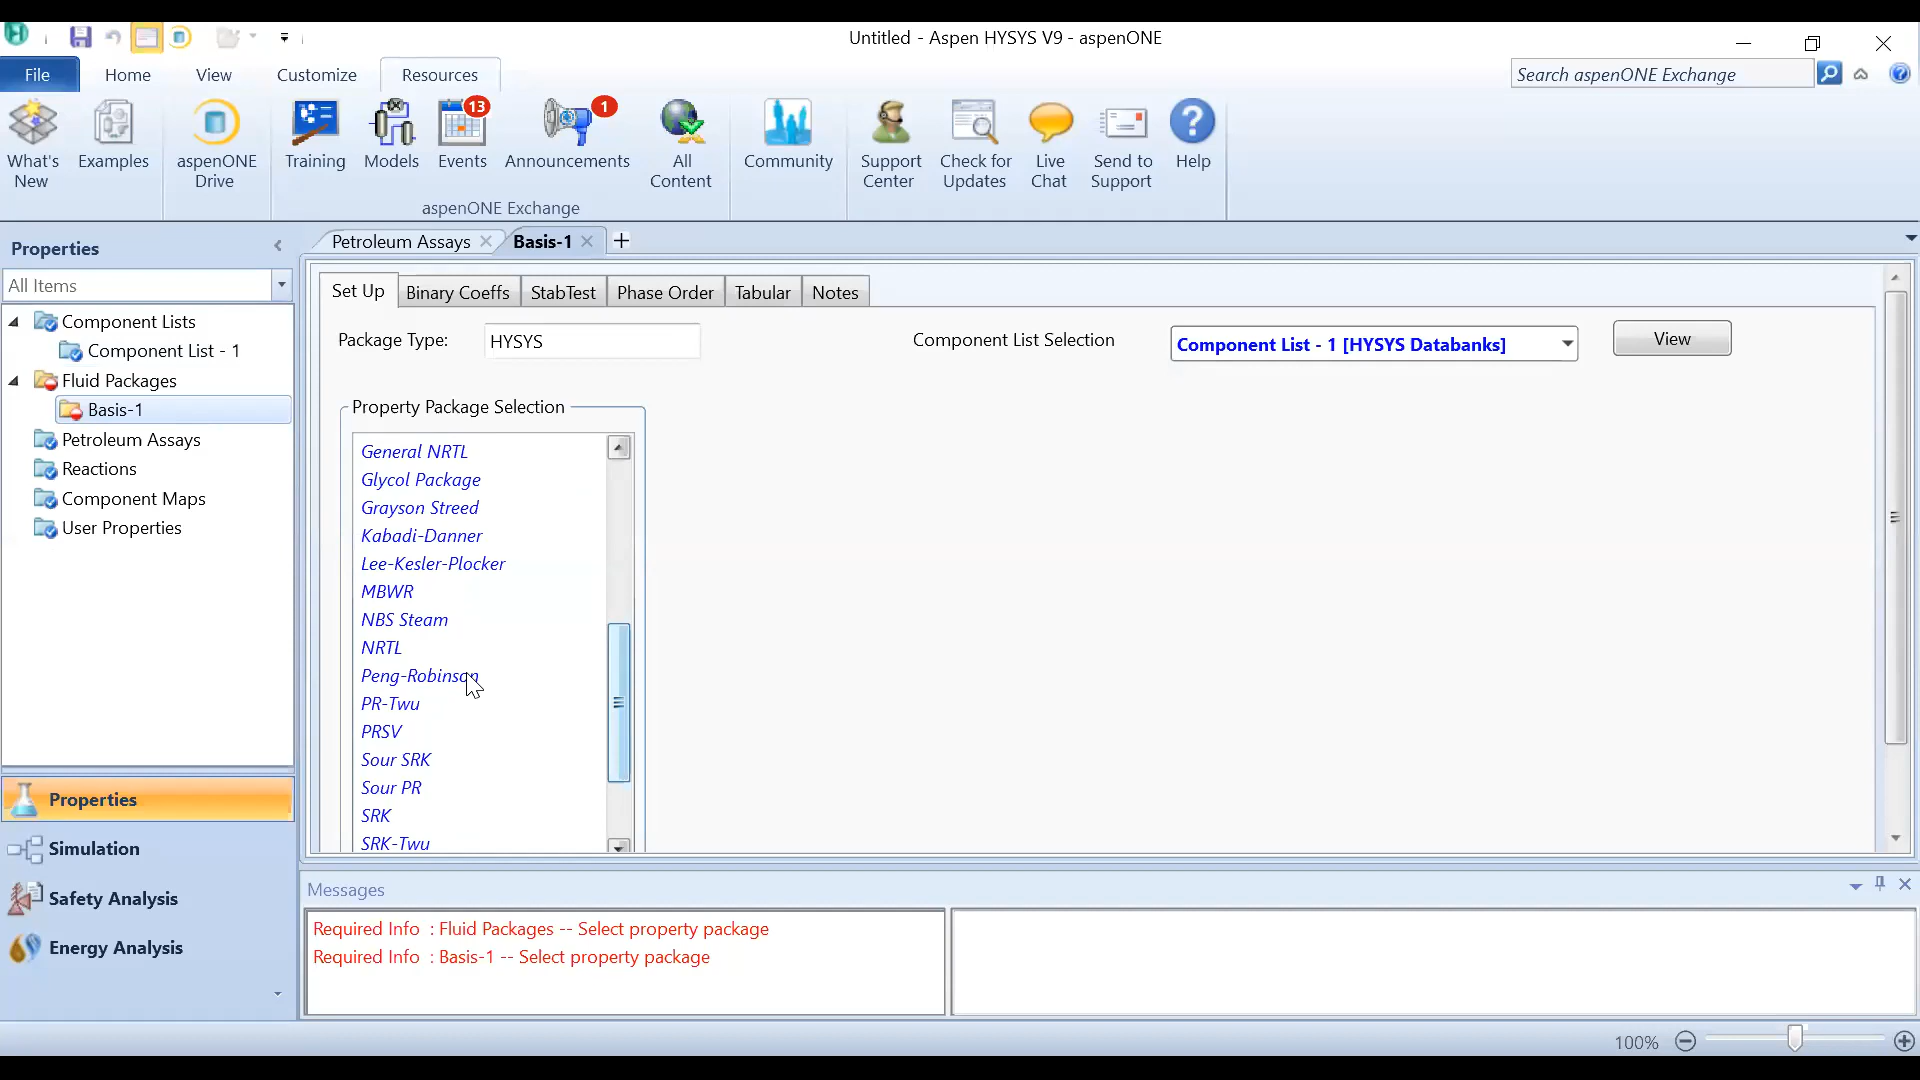 Untitled - Aspen HYSYS V9 - aspenONE
File
Home
View
Customize
Resources
Search aspenONE Exchange
What's New
Examples
aspenONE Drive
Training
Models
13
Events
1
Announcements
All Content
Community
Support Center
Check for Updates
Live Chat
Send to Support
Help
aspenONE Exchange
Properties
All Items
Component Lists
Component List - 1
Fluid Packages
Basis-1
Petroleum Assays
Reactions
Component Maps
User Properties
Properties
Simulation
Safety Analysis
Energy Analysis
Petroleum Assays
Basis-1
Set Up
Binary Coeffs
StabTest
Phase Order
Tabular
Notes
Package Type:
HYSYS
Component List Selection
Component List - 1 [HYSYS Databanks]
View
Property Package Selection
General NRTL
Glycol Package
Grayson Streed
Kabadi-Danner
Lee-Kesler-Plocker
MBWR
NBS Steam
NRTL
Peng-Robinson
PR-Twu
PRSV
Sour SRK
Sour PR
SRK
SRK-Twu
Messages
Required Info : Fluid Packages -- Select property package
Required Info : Basis-1 -- Select property package
100%